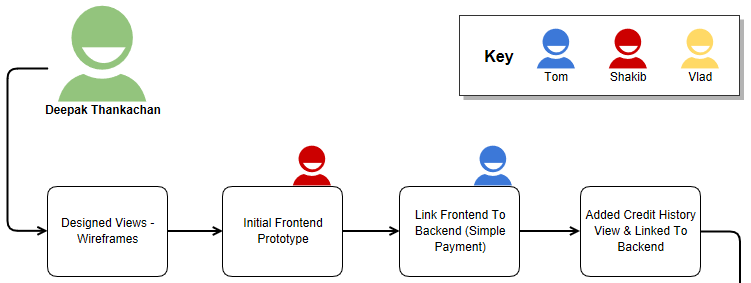 Key
Tom
Shakib
Vlad
Deepak Thankachan
Designed Views -
Wireframes
Initial Frontend
Prototype
Link Frontend To
Backend (Simple
Payment)
Added Credit History
View & Linked To
Backend